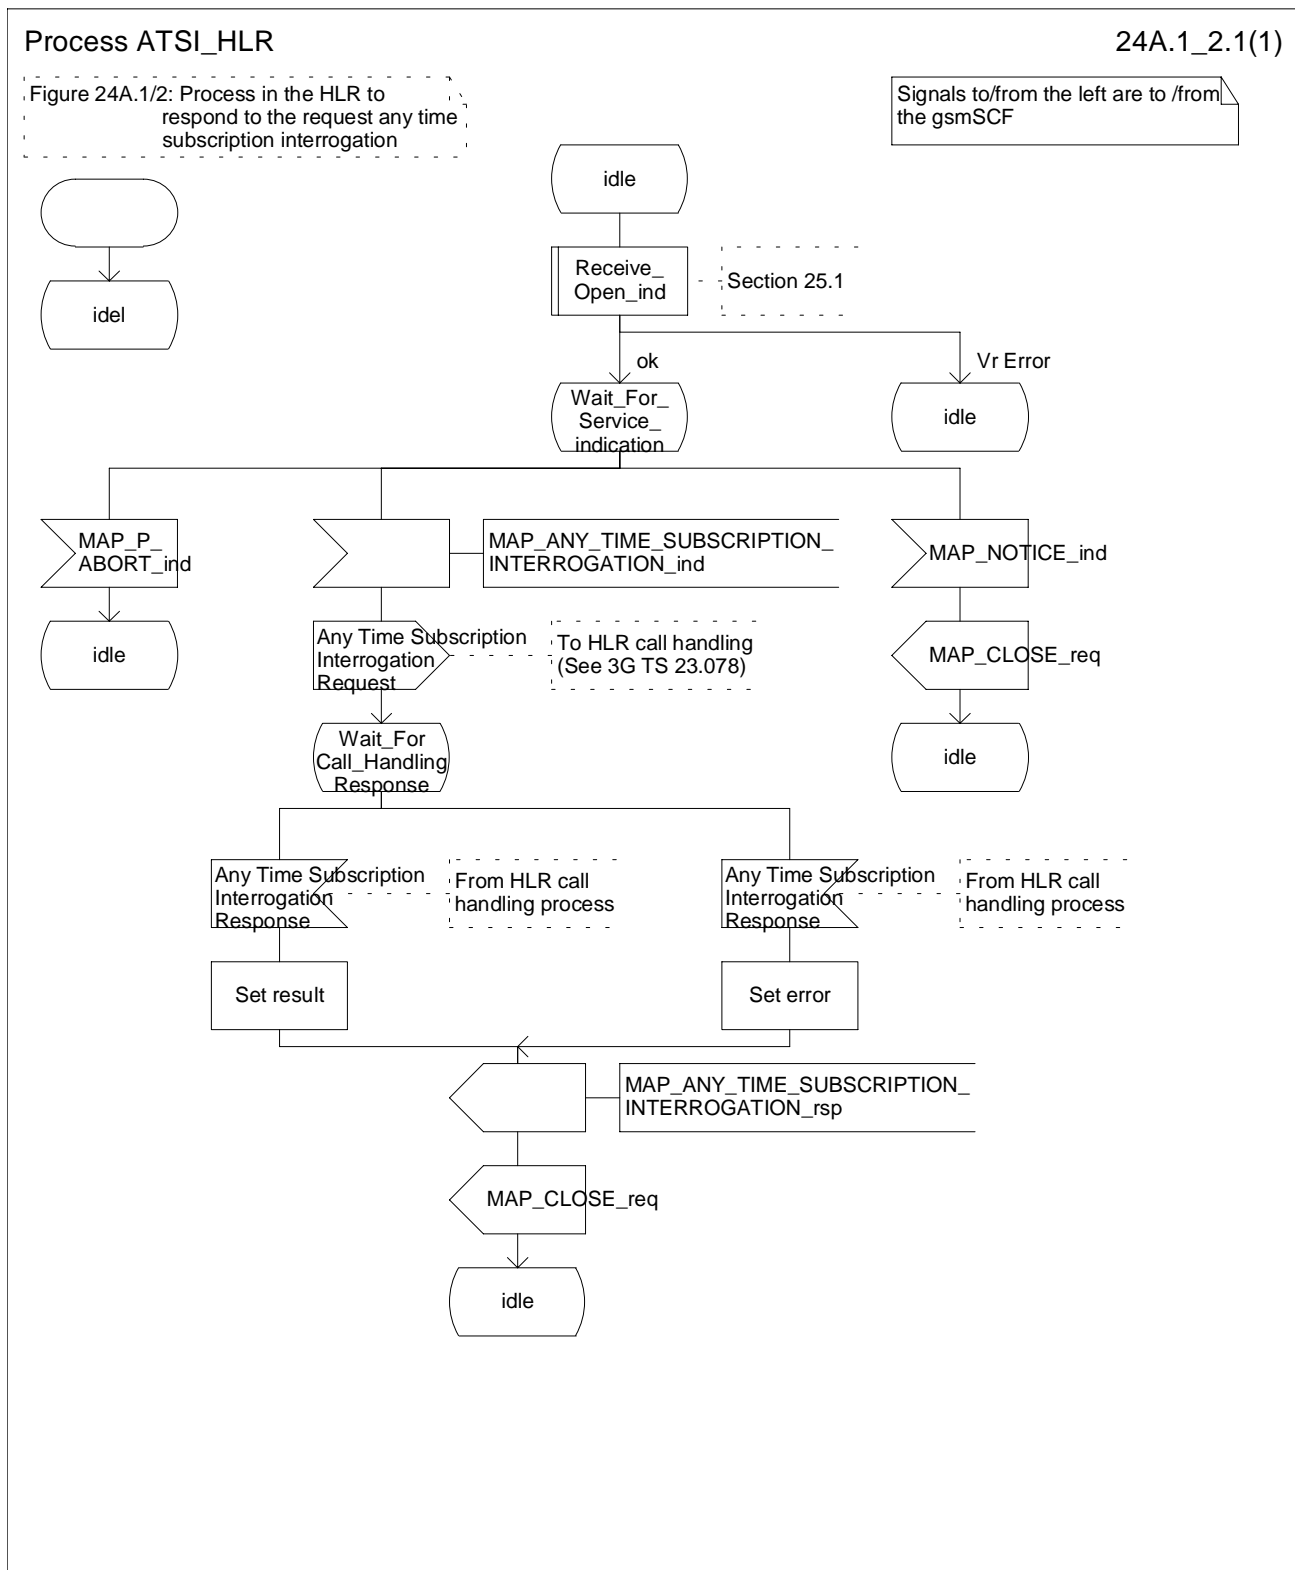 Process ATSI_HLR
24A.1_2.1(1)
Figure 24A.1/2: Process in the HLR to
respond to the request any time
subscription interrogation
Signals to/from the left are to /from
the gsmSCF
idle
idel
Receive_
Open_ind
Section 25.1
ok
Vr Error
Wait_For_
Service_
indication
idle
MAP_P_
ABORT_ind
MAP_ANY_TIME_SUBSCRIPTION_
INTERROGATION_ind
MAP_NOTICE_ind
idle
Any Time Subscription
Interrogation
Request
To HLR call handling
(See 3G TS 23.078)
MAP_CLOSE_req
Wait_For
Call_Handling
Response
idle
Any Time Subscription
Interrogation
Response
From HLR call
handling process
Any Time Subscription
Interrogation
Response
From HLR call
handling process
Set result
Set error
MAP_ANY_TIME_SUBSCRIPTION_
INTERROGATION_rsp
MAP_CLOSE_req
idle